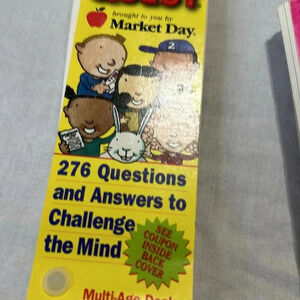 brought to you by
Market Day.
2
276 Questions
and Answers to
Challenge
the Mind
SEE
COUPON
INSIDE
BACK
COVER
Multi-Age